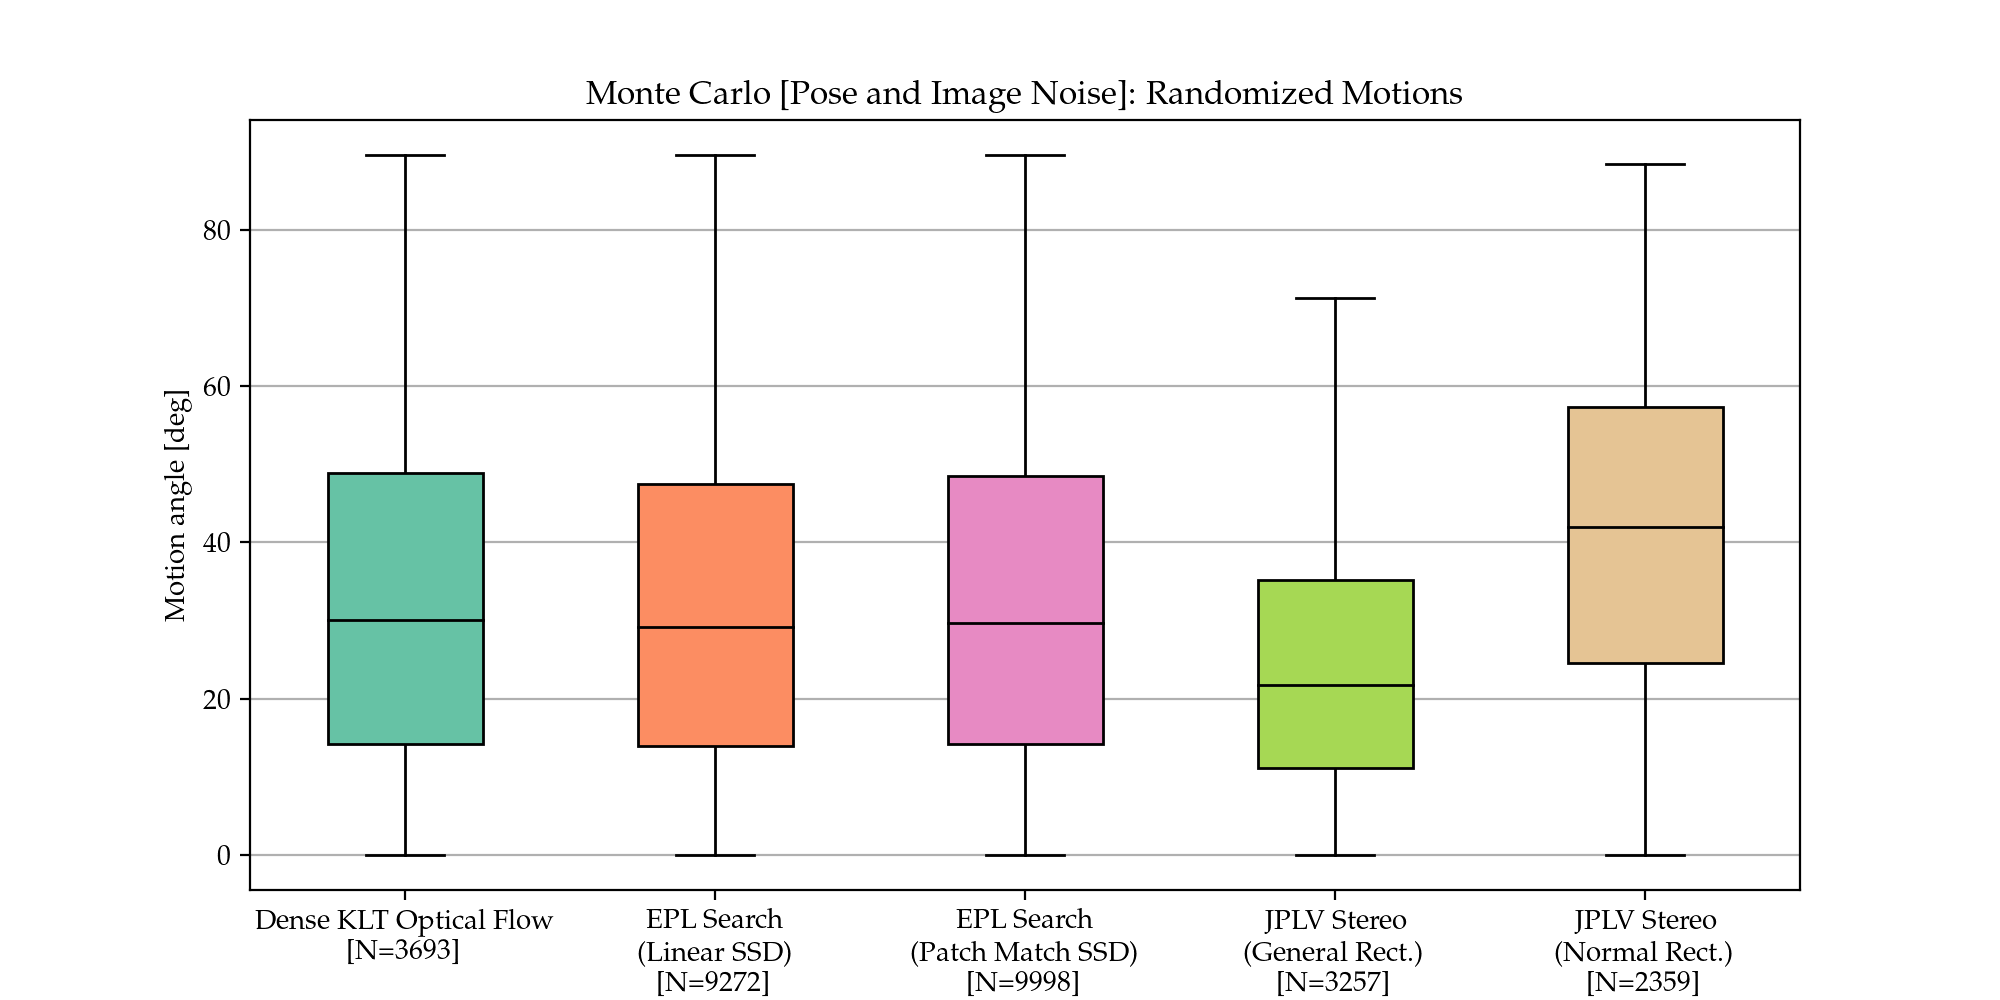 Monte Carlo [Pose and Image Noise]: Randomized Motions
Motion angle [deg]
80
60
40
20
0
Dense KLT Optical Flow
[N=3693]
EPL Search
(Linear SSD)
[N=9272]
EPL Search
(Patch Match SSD)
[N=9998]
JPLV Stereo
(General Rect.)
[N=3257]
JPLV Stereo
(Normal Rect.)
[N=2359]